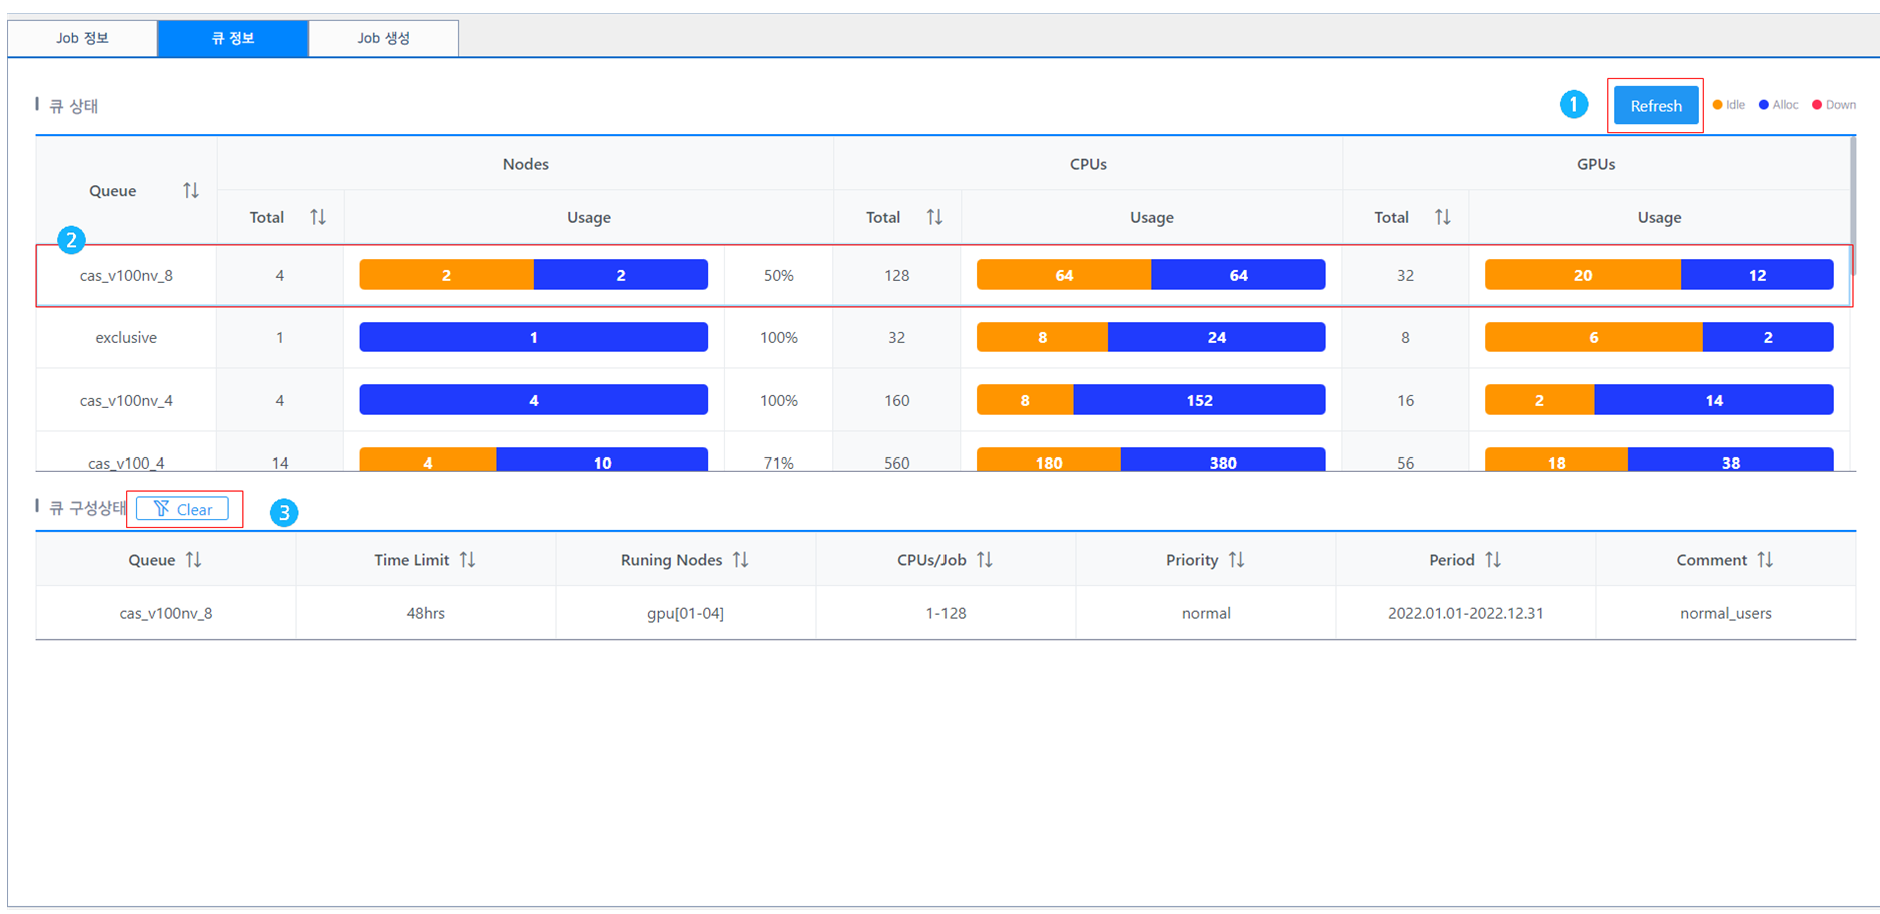 Job 정보 큐 정보 Job 생성
큐 상태 1 Refresh Idle Alloc Down
Queue Nodes CPUs GPUs
Total Usage Total Usage Total Usage
2
cas_v100nv_8 4 2 2 50% 128 64 64 32 20 12
exclusive 1 1 100% 32 8 24 8 6 2
cas_v100nv_4 4 4 100% 160 8 152 16 2 14
cas_v100_4 14 4 10 71% 560 180 380 56 18 38
큐 구성상태 Clear 3
Queue Time Limit Runing Nodes CPUs/Job Priority Period Comment
cas_v100nv_8 48hrs gpu[01-04] 1-128 normal 2022.01.01-2022.12.31 normal_users